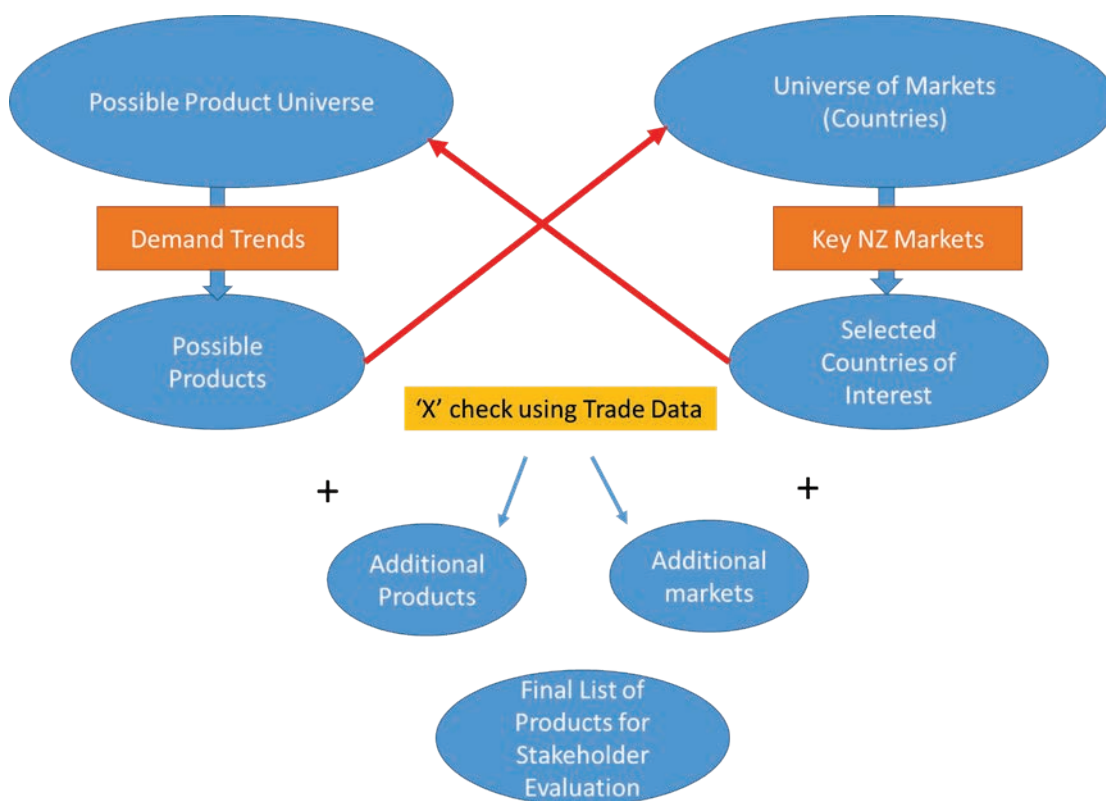 Possible Product Universe
Universe of Markets
(Countries)
Demand Trends
Key NZ Markets
Possible
Products
Selected
Countries of
Interest
‘X’ check using Trade Data
+
+
Additional
Products
Additional
markets
Final List of
Products for
Stakeholder
Evaluation